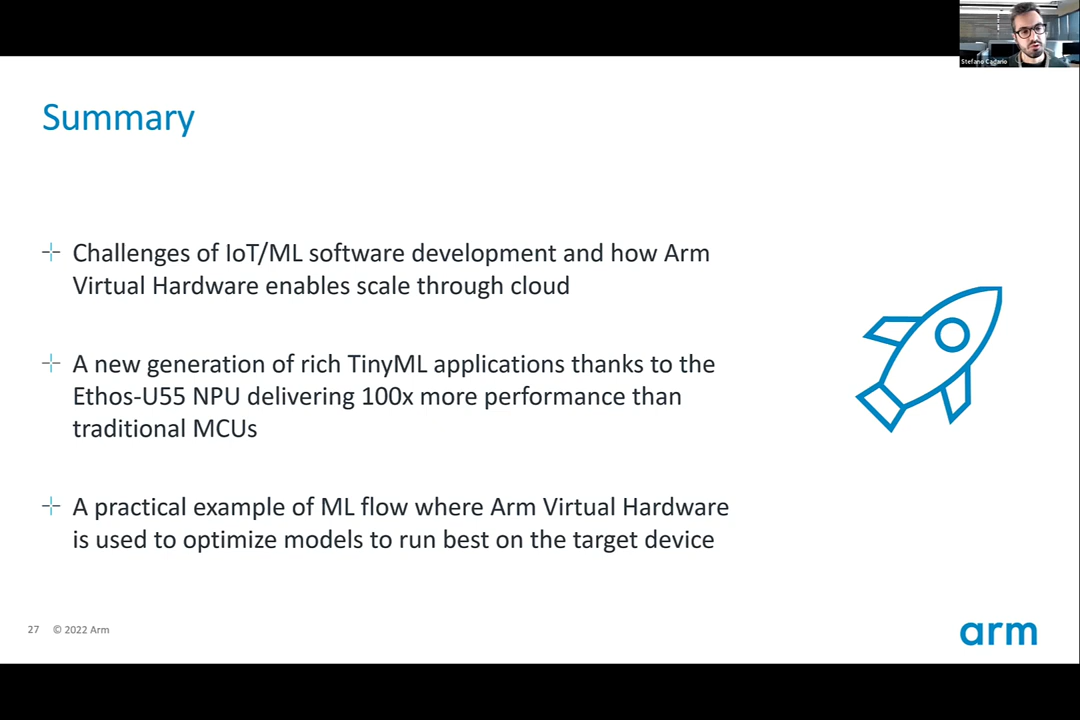 Stefano Cadario
Summary
Challenges of IoT/ML software development and how Arm
Virtual Hardware enables scale through cloud
A new generation of rich TinyML applications thanks to the
Ethos-U55 NPU delivering 100x more performance than
traditional MCUs
A practical example of ML flow where Arm Virtual Hardware
is used to optimize models to run best on the target device
27 © 2022 Arm
arm